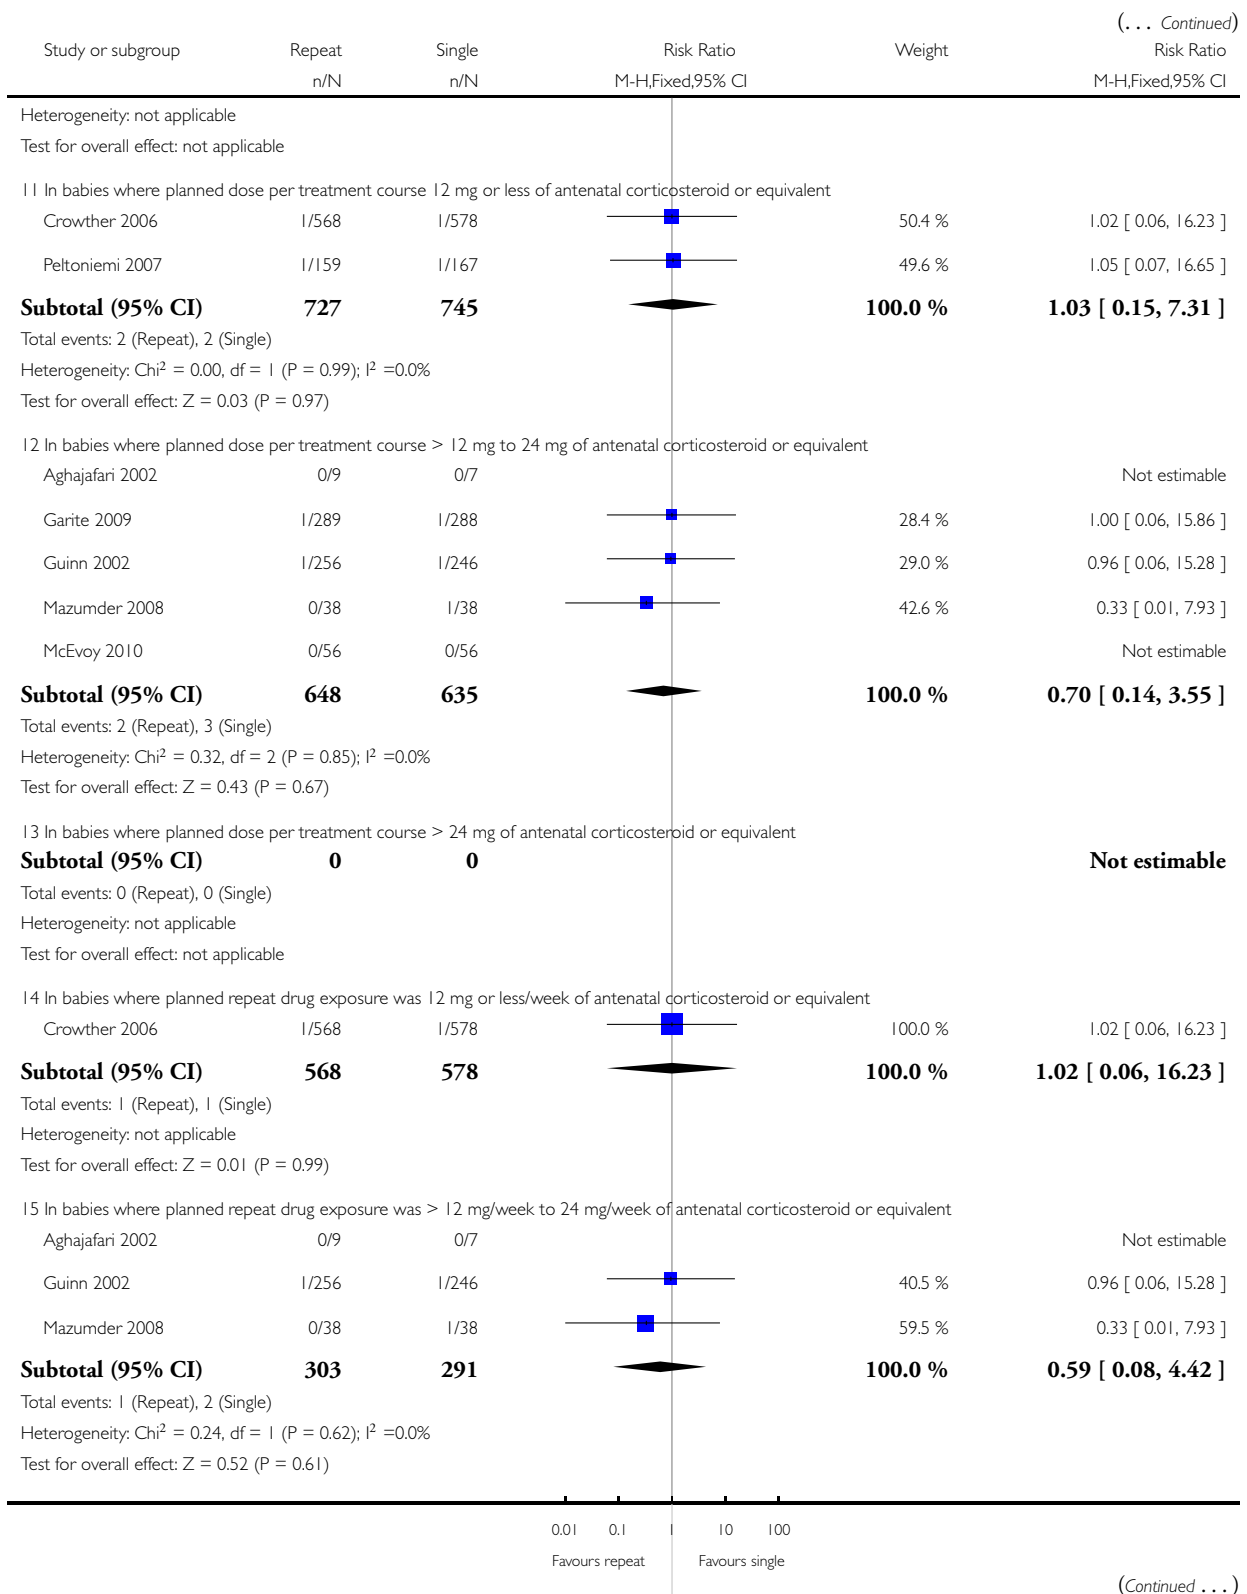 (... Continued)
Study or subgroup Repeat Single Risk Ratio Weight Risk Ratio
n/N n/N M-H,Fixed,95% CI M-H,Fixed,95% CI
Heterogeneity: not applicable
Test for overall effect: not applicable
11 In babies where planned dose per treatment course 12 mg or less of antenatal corticosteroid or equivalent
Crowther 2006 1/568 1/578 50.4 % 1.02 [ 0.06, 16.23 ]
Peltoniemi 2007 1/159 1/167 49.6 % 1.05 [ 0.07, 16.65 ]
Subtotal (95% CI) 727 745 100.0 % 1.03 [ 0.15, 7.31 ]
Total events: 2 (Repeat), 2 (Single)
Heterogeneity: Chi² = 0.00, df = 1 (P = 0.99); I² =0.0%
Test for overall effect: Z = 0.03 (P = 0.97)
12 In babies where planned dose per treatment course > 12 mg to 24 mg of antenatal corticosteroid or equivalent
Aghajafari 2002 0/9 0/7 Not estimable
Garite 2009 1/289 1/288 28.4 % 1.00 [ 0.06, 15.86 ]
Guinn 2002 1/256 1/246 29.0 % 0.96 [ 0.06, 15.28 ]
Mazumder 2008 0/38 1/38 42.6 % 0.33 [ 0.01, 7.93 ]
McEvoy 2010 0/56 0/56 Not estimable
Subtotal (95% CI) 648 635 100.0 % 0.70 [ 0.14, 3.55 ]
Total events: 2 (Repeat), 3 (Single)
Heterogeneity: Chi² = 0.32, df = 2 (P = 0.85); I² =0.0%
Test for overall effect: Z = 0.43 (P = 0.67)
13 In babies where planned dose per treatment course > 24 mg of antenatal corticosteroid or equivalent
Subtotal (95% CI) 0 0 Not estimable
Total events: 0 (Repeat), 0 (Single)
Heterogeneity: not applicable
Test for overall effect: not applicable
14 In babies where planned repeat drug exposure was 12 mg or less/week of antenatal corticosteroid or equivalent
Crowther 2006 1/568 1/578 100.0 % 1.02 [ 0.06, 16.23 ]
Subtotal (95% CI) 568 578 100.0 % 1.02 [ 0.06, 16.23 ]
Total events: 1 (Repeat), 1 (Single)
Heterogeneity: not applicable
Test for overall effect: Z = 0.01 (P = 0.99)
15 In babies where planned repeat drug exposure was > 12 mg/week to 24 mg/week of antenatal corticosteroid or equivalent
Aghajafari 2002 0/9 0/7 Not estimable
Guinn 2002 1/256 1/246 40.5 % 0.96 [ 0.06, 15.28 ]
Mazumder 2008 0/38 1/38 59.5 % 0.33 [ 0.01, 7.93 ]
Subtotal (95% CI) 303 291 100.0 % 0.59 [ 0.08, 4.42 ]
Total events: 1 (Repeat), 2 (Single)
Heterogeneity: Chi² = 0.24, df = 1 (P = 0.62); I² =0.0%
Test for overall effect: Z = 0.52 (P = 0.61)
0.01 0.1 1 10 100
Favours repeat Favours single
(Continued ...)